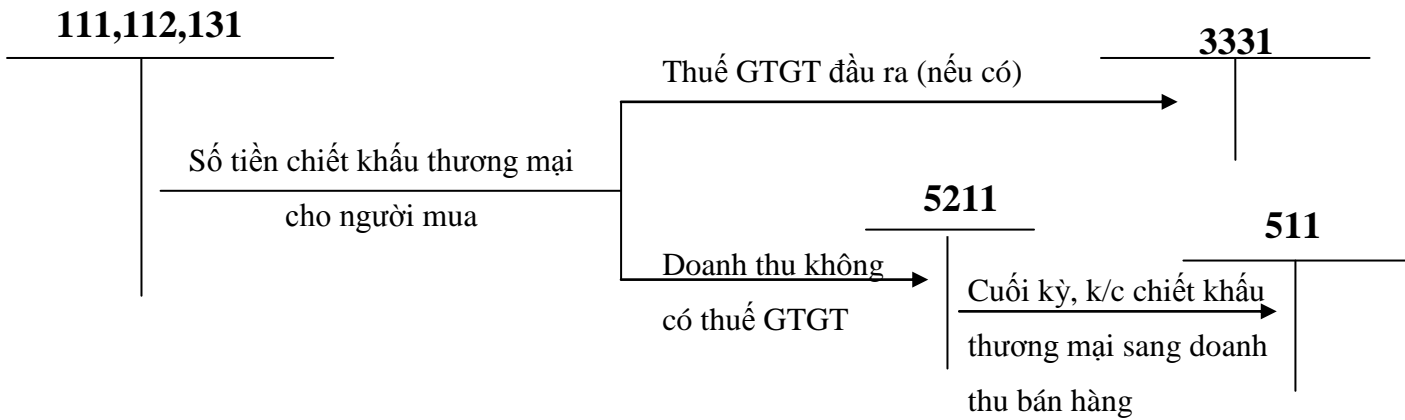 111,112,131
3331
Thuế GTGT đầu ra (nếu có)
Số tiền chiết khấu thương mại
cho người mua
5211
511
Doanh thu không
có thuế GTGT
Cuối kỳ, k/c chiết khấu
thương mại sang doanh
thu bán hàng